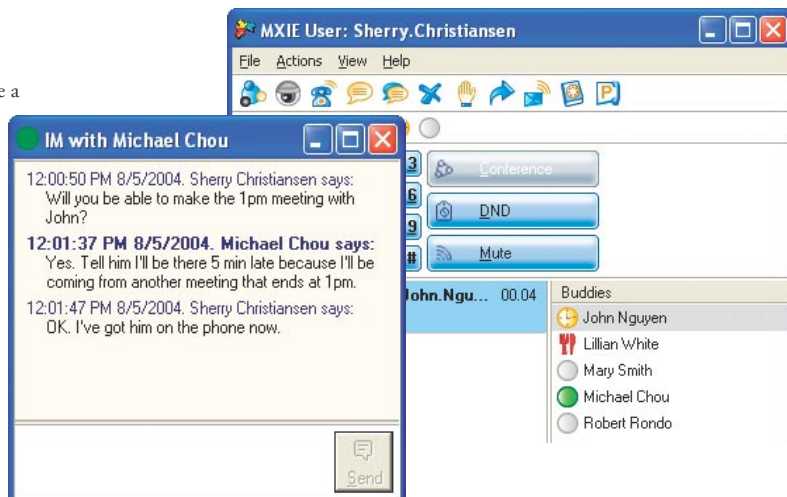 MXIE User: Sherry.Christiansen
File Actions View Help
e a
IM with Michael Chou
12:00:50 PM 8/5/2004. Sherry Christiansen says:
Will you be able to make the 1pm meeting with
John?
12:01:37 PM 8/5/2004. Michael Chou says:
Yes. Tell him I'll be there 5 min late because I'll be
coming from another meeting that ends at 1pm.
12:01:47 PM 8/5/2004. Sherry Christiansen says:
OK. I've got him on the phone now.
Send
3
6
9
#
Conference
DND
Mute
John.Ngu... 00.04
Buddies
John Nguyen
Lillian White
Mary Smith
Michael Chou
Robert Rondo